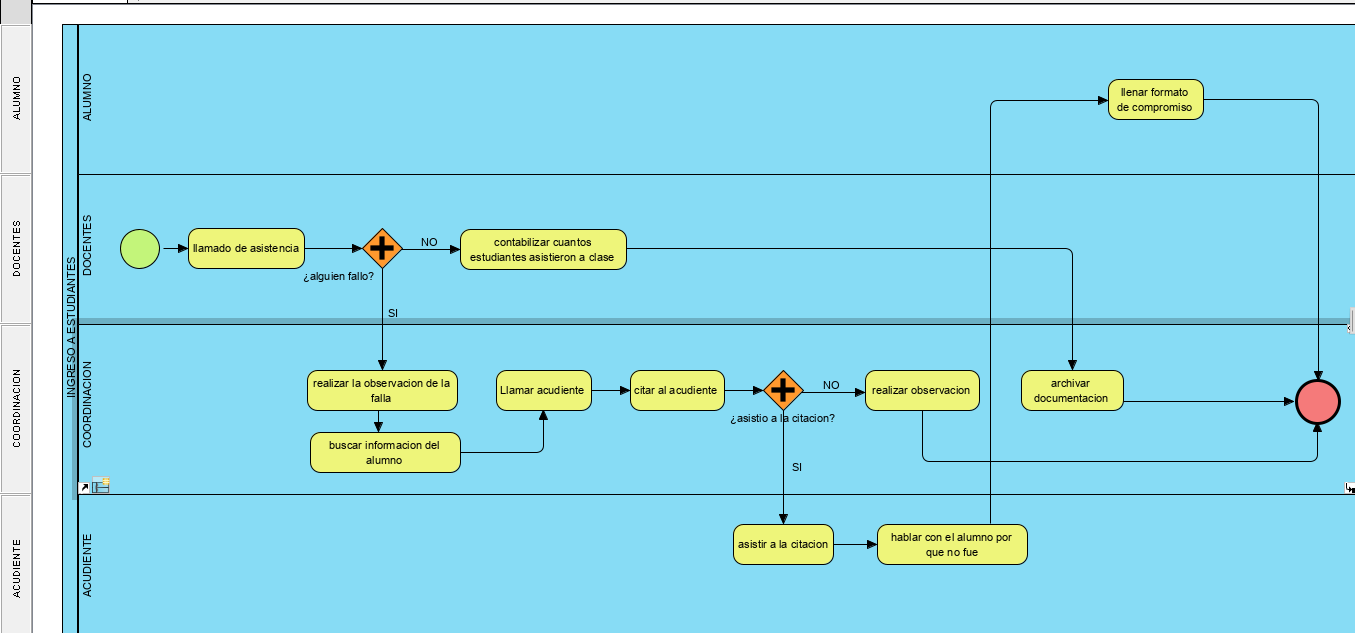 ALUMNO
DOCENTES
COORDINACION
ACUDIENTE
INGRESO A ESTUDIANTES
ALUMNO
llenar formato
de compromiso
DOCENTES
llamado de asistencia
¿alguien fallo?
NO
contabilizar cuantos
estudiantes asistieron a clase
SI
COORDINACION
realizar la observacion de la
falla
buscar informacion del
alumno
Llamar acudiente
citar al acudiente
¿asistio a la citacion?
NO
realizar observacion
archivar
documentacion
SI
ACUDIENTE
asistir a la citacion
hablar con el alumno por
que no fue